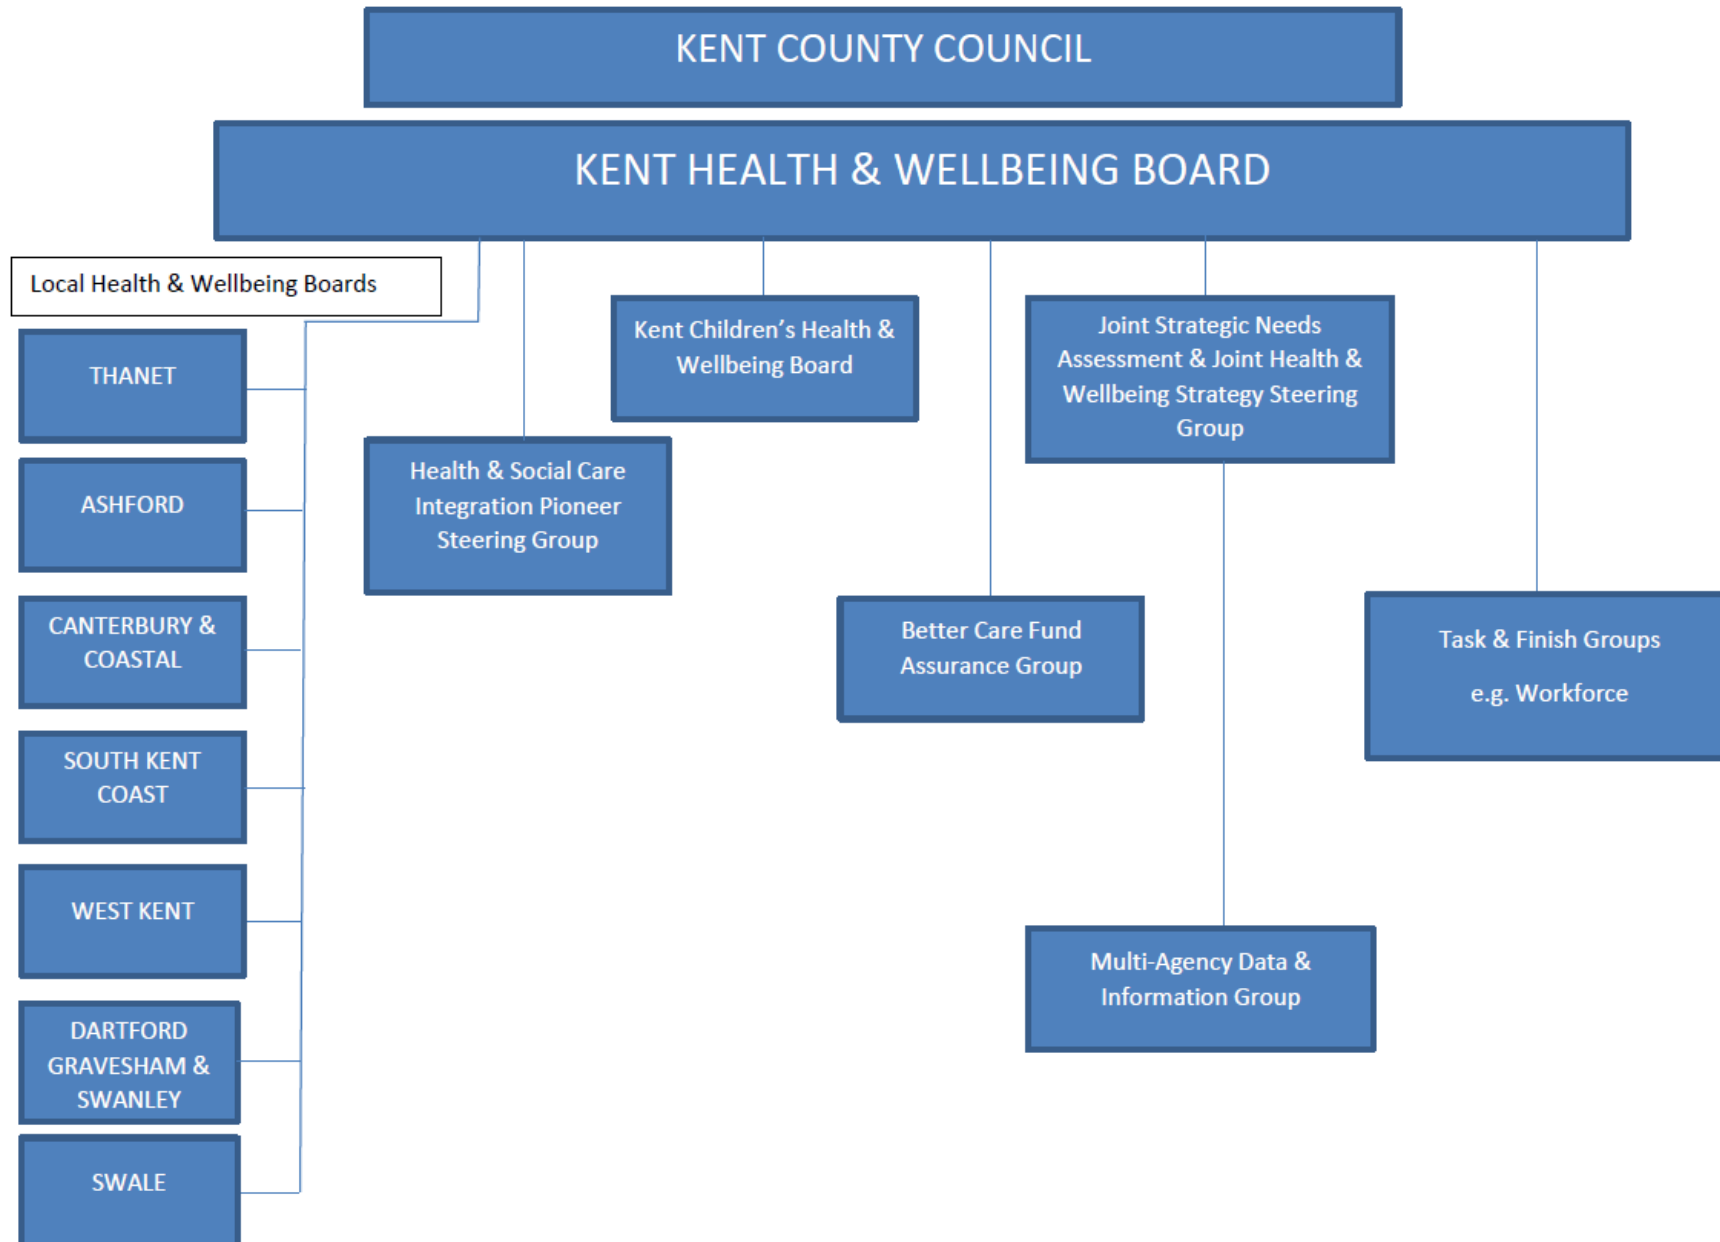 KENT COUNTY COUNCIL
KENT HEALTH & WELLBEING BOARD
Local Health & Wellbeing Boards
THANET
ASHFORD
CANTERBURY &
COASTAL
SOUTH KENT
COAST
WEST KENT
DARTFORD
GRAVESHAM &
SWANLEY
SWALE
Health & Social Care
Integration Pioneer
Steering Group
Kent Children’s Health &
Wellbeing Board
Better Care Fund
Assurance Group
Joint Strategic Needs
Assessment & Joint Health &
Wellbeing Strategy Steering
Group
Multi-Agency Data &
Information Group
Task & Finish Groups
e.g. Workforce